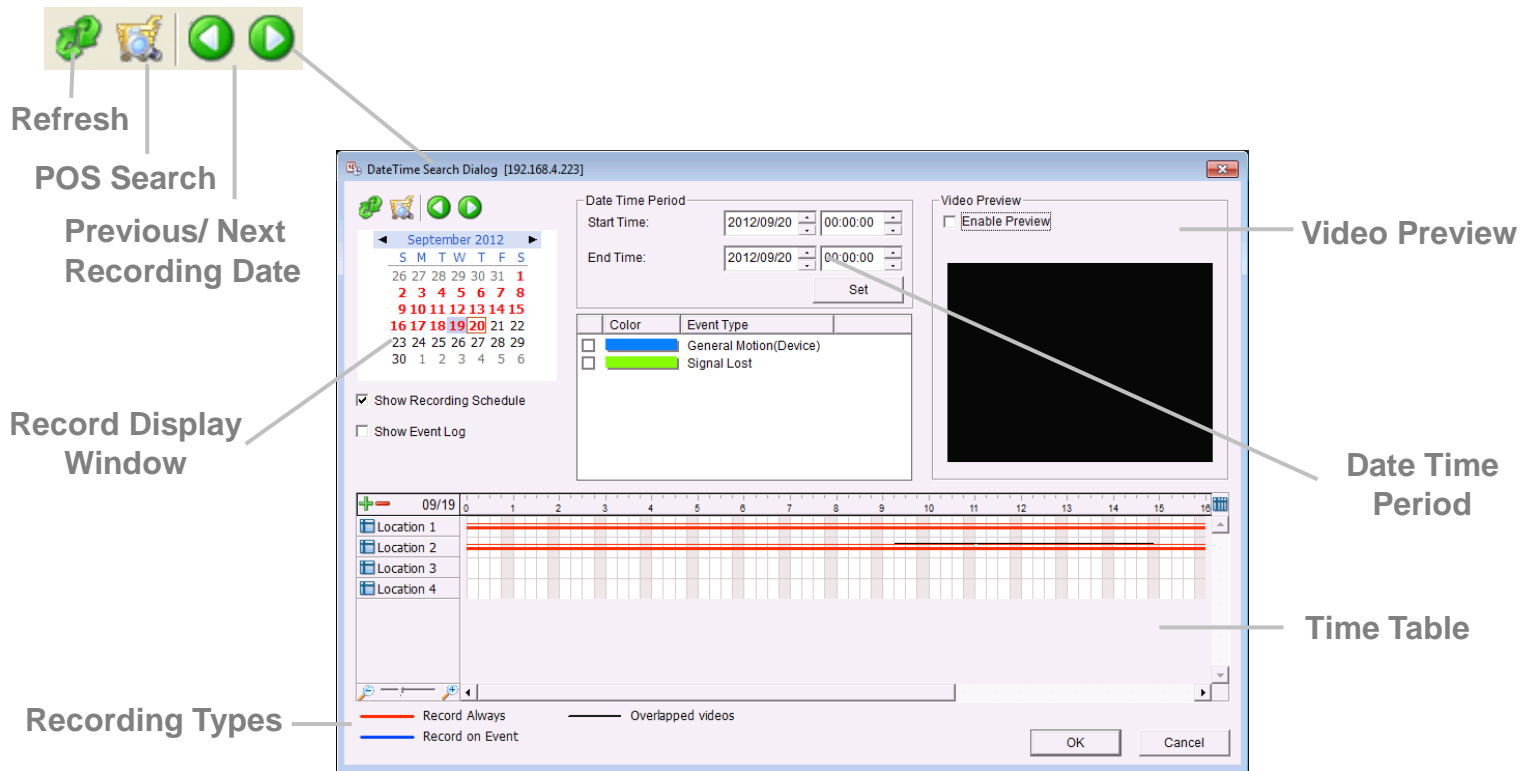 Refresh
POS Search
Previous/ Next
Recording Date
DateTime Search Dialog [192.168.4.223]
September 2012
S M T W T F S
26 27 28 29 30 31 1
2 3 4 5 6 7 8
9 10 11 12 13 14 15
16 17 18 19 20 21 22
23 24 25 26 27 28 29
30 1 2 3 4 5 6
Show Recording Schedule
Show Event Log
Date Time Period
Start Time: 2012/09/20 00:00:00
End Time: 2012/09/20 00:00:00
Set
Color Event Type
General Motion(Device)
Signal Lost
Video Preview
Enable Preview
Video Preview
Record Display
Window
Date Time
Period
09/19 0 1 2 3 4 5 6 7 8 9 10 11 12 13 14 15 16
Location 1
Location 2
Location 3
Location 4
Time Table
Recording Types
Record Always
Overlapped videos
Record on Event
OK
Cancel